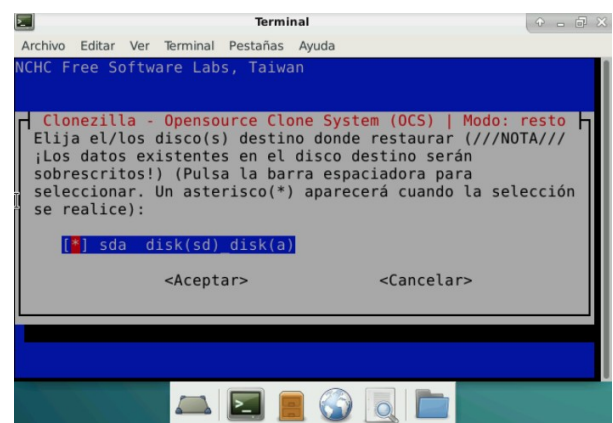 Terminal
Archivo Editar Ver Terminal Pestañas Ayuda
NCHC Free Software Labs, Taiwan
Clonezilla - Opensource Clone System (OCS) | Modo: resto
Elija el/los disco(s) destino donde restaurar (///NOTA///
¡Los datos existentes en el disco destino serán
sobrescritos!) (Pulsa la barra espaciadora para
seleccionar. Un asterisco(*) aparecerá cuando la selección
se realice):
[*] sda disk(sd)_disk(a)
<Aceptar> <Cancelar>